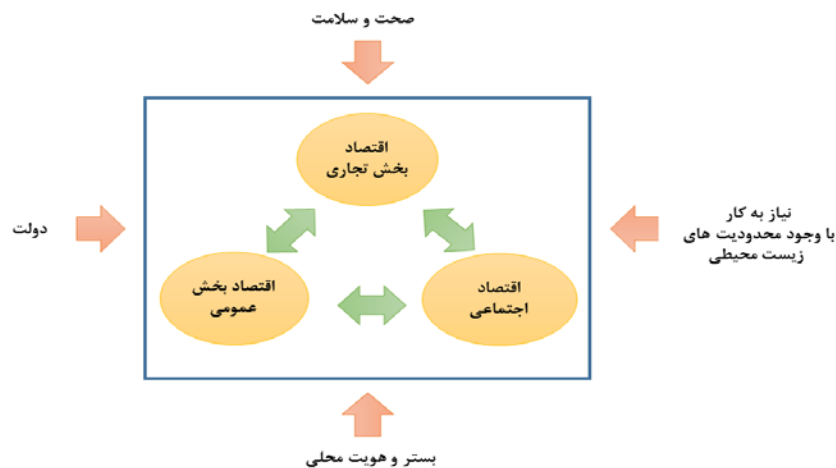 صحت و سلامت
اقتصاد
بخش تجاری
نیاز به کار
با وجود محدودیت های
زیست محیطی
دولت
اقتصاد
اجتماعی
اقتصاد بخش
عمومی
بستر و هویت محلی